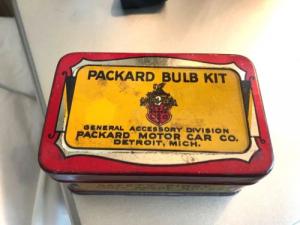 PACKARD BULB KIT
GENERAL ACCESSORY DIVISION
PACKARD MOTOR CAR CO.
DETROIT, MICH.